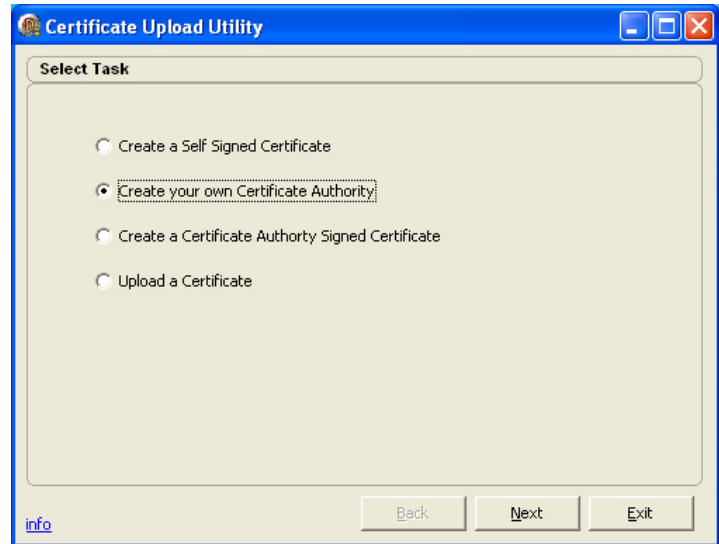 Certificate Upload Utility
Select Task
Create a Self Signed Certificate
Create your own Certificate Authority
Create a Certificate Authorty Signed Certificate
Upload a Certificate
info
Back
Next
Exit